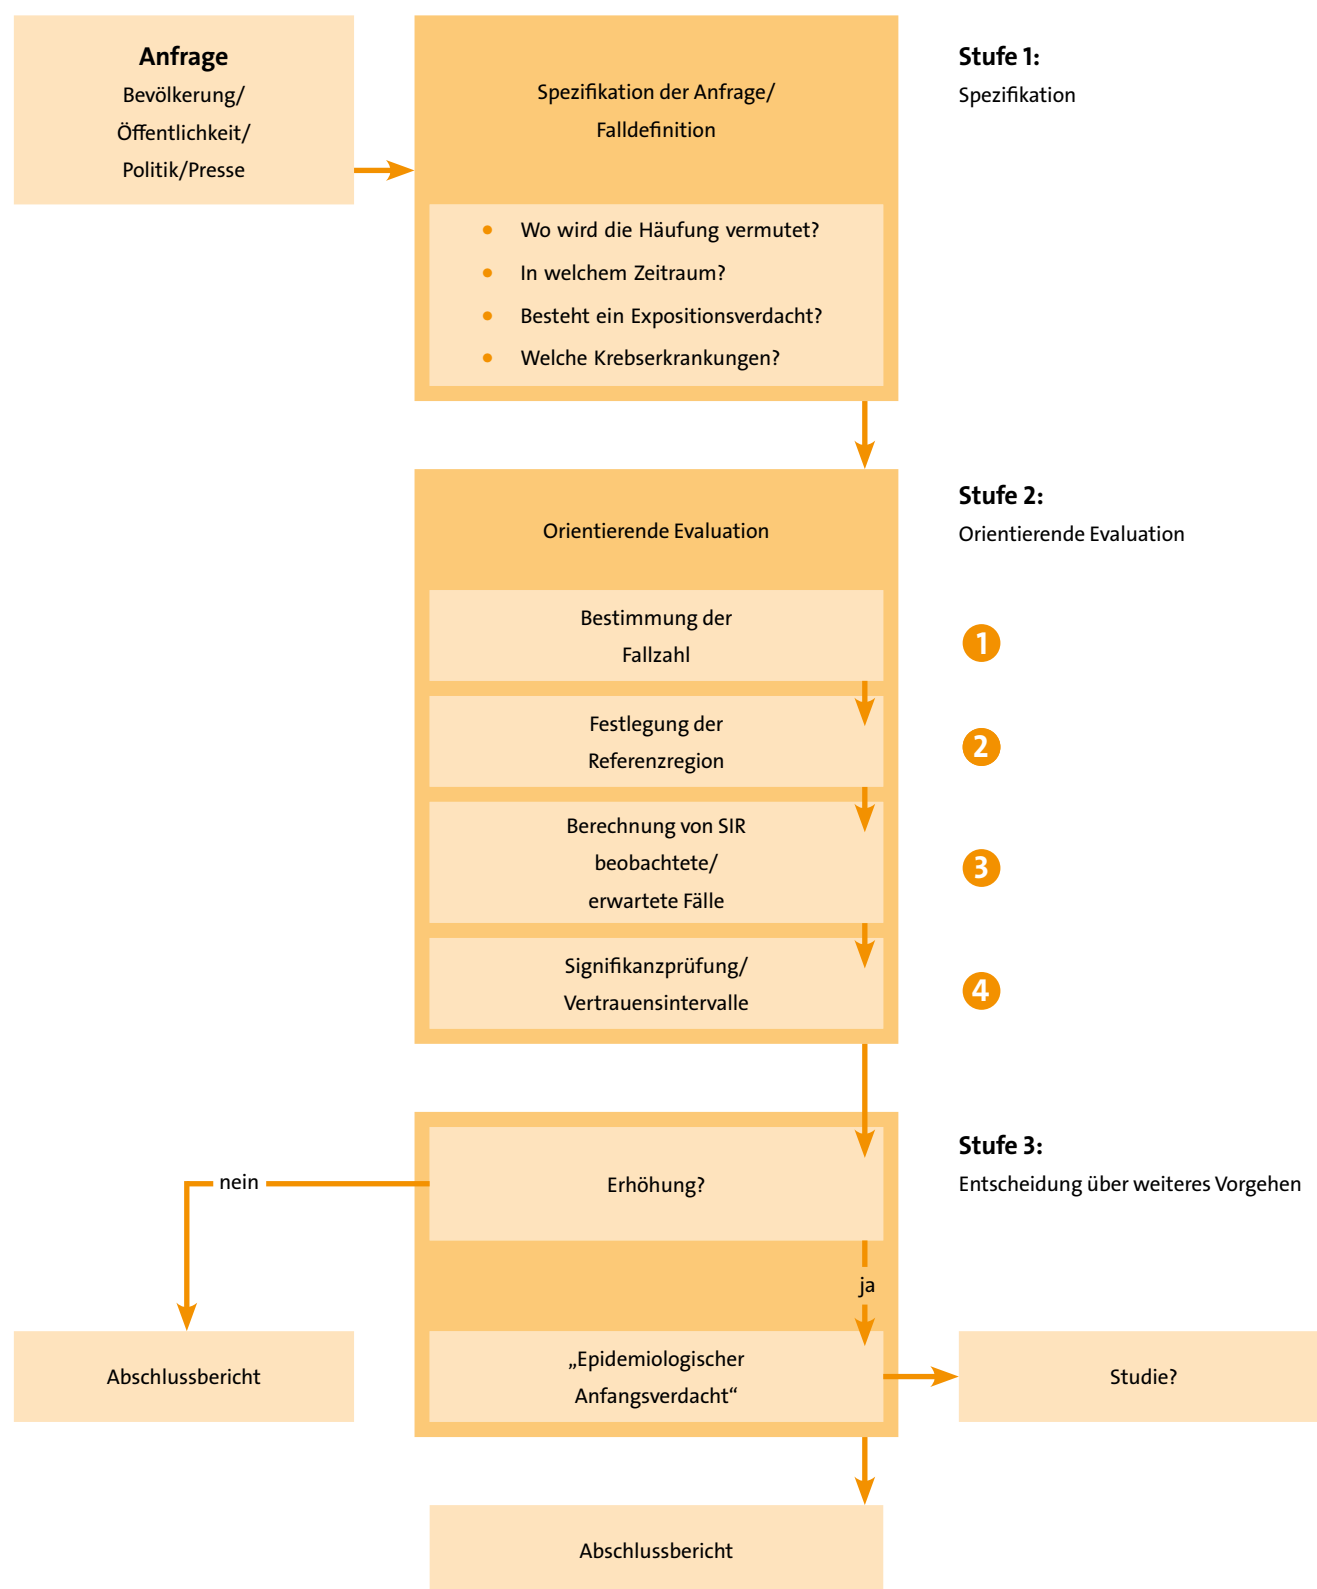 Anfrage
Bevölkerung/
Öffentlichkeit/
Politik/Presse
Spezifikation der Anfrage/
Falldefinition
Stufe 1:
Spezifikation
• Wo wird die Häufung vermutet?
• In welchem Zeitraum?
• Besteht ein Expositionsverdacht?
• Welche Krebserkrankungen?
Stufe 2:
Orientierende Evaluation
Orientierende Evaluation
Bestimmung der
Fallzahl
1
Festlegung der
Referenzregion
2
Berechnung von SIR
beobachtete/
erwartete Fälle
3
Signifikanzprüfung/
Vertrauensintervalle
4
Stufe 3:
Entscheidung über weiteres Vorgehen
nein
Erhöhung?
ja
Abschlussbericht
„Epidemiologischer
Anfangsverdacht“
Studie?
Abschlussbericht